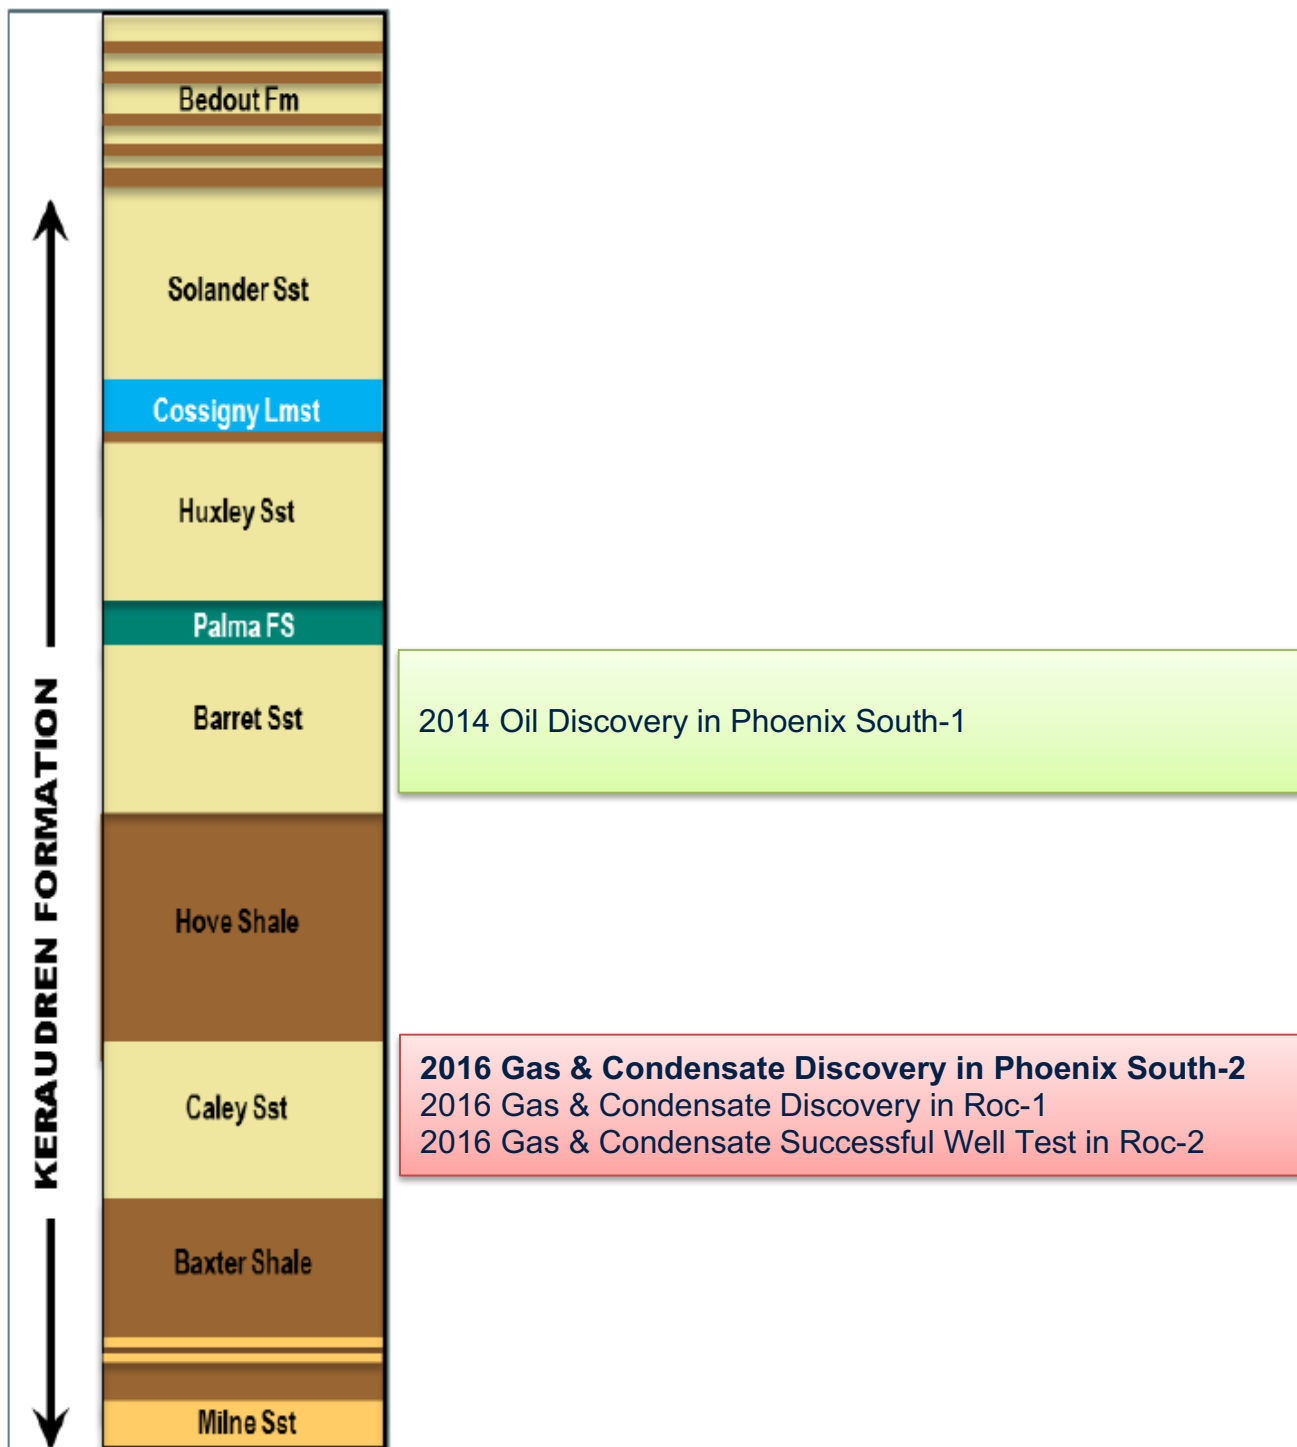 Bedout Fm
Solander Sst
Cossigny Lmst
Huxley Sst
Palma FS
Barret Sst
2014 Oil Discovery in Phoenix South-1
KERAUDREN FORMATION
Hove Shale
Caley Sst
2016 Gas & Condensate Discovery in Phoenix South-2
2016 Gas & Condensate Discovery in Roc-1
2016 Gas & Condensate Successful Well Test in Roc-2
Baxter Shale
Milne Sst